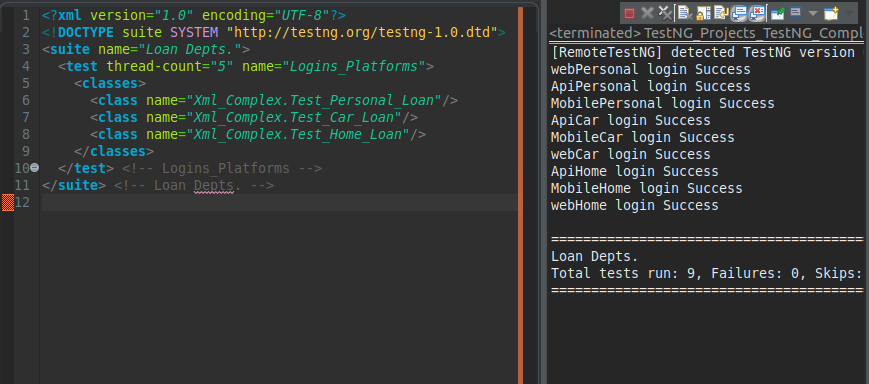 1 <?xml version="1.0" encoding="UTF-8"?>
2 <!DOCTYPE suite SYSTEM "http://testng.org/testng-1.0.dtd">
3 <suite name="Loan Depts.">
4 <test thread-count="5" name="Logins_Platforms">
5 <classes>
6 <class name="Xml_Complex.Test_Personal_Loan"/>
7 <class name="Xml_Complex.Test_Car_Loan"/>
8 <class name="Xml_Complex.Test_Home_Loan"/>
9 </classes>
10 </test> <!-- Logins_Platforms -->
11 </suite> <!-- Loan Depts. -->
12
<terminated> TestNG_Projects_TestNG_Compl
[RemoteTestNG] detected TestNG version
webPersonal login Success
ApiPersonal login Success
MobilePersonal login Success
ApiCar login Success
MobileCar login Success
webCar login Success
ApiHome login Success
MobileHome login Success
webHome login Success
===============================================
Loan Depts.
Total tests run: 9, Failures: 0, Skips:
===============================================